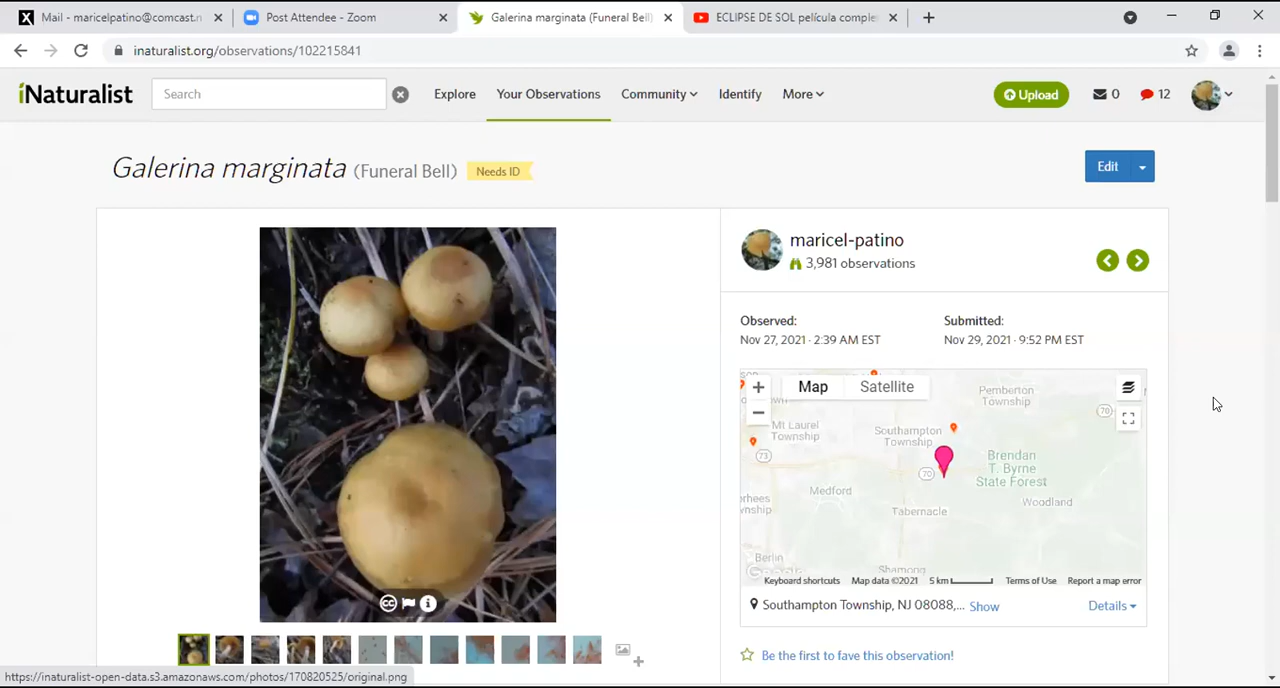 X Mail - maricelpatino@comcast.n
Post Attendee - Zoom
Galerina marginata (Funeral Bell)
ECLIPSE DE SOL película comple
inaturalist.org/observations/102215841
iNaturalist
Search
Explore
Your Observations
Community
Identify
More
Upload
0
12
Galerina marginata (Funeral Bell)
Needs ID
Edit
maricel-patino
3,981 observations
Observed:
Nov 27, 2021 · 2:39 AM EST
Submitted:
Nov 29, 2021 · 9:52 PM EST
Map
Satellite
Pemberton
Township
70
Mt Laurel
Township
Southampton
Township
73
70
Brendan
T. Byrne
State Forest
Medford
Woodland
Tabernacle
Berlin
Shamong
Keyboard shortcuts
Map data ©2021
5 km
Terms of Use
Report a map error
Southampton Township, NJ 08088,...
Show
Details
cc
i
Be the first to fave this observation!
https://inaturalist-open-data.s3.amazonaws.com/photos/170820525/original.png